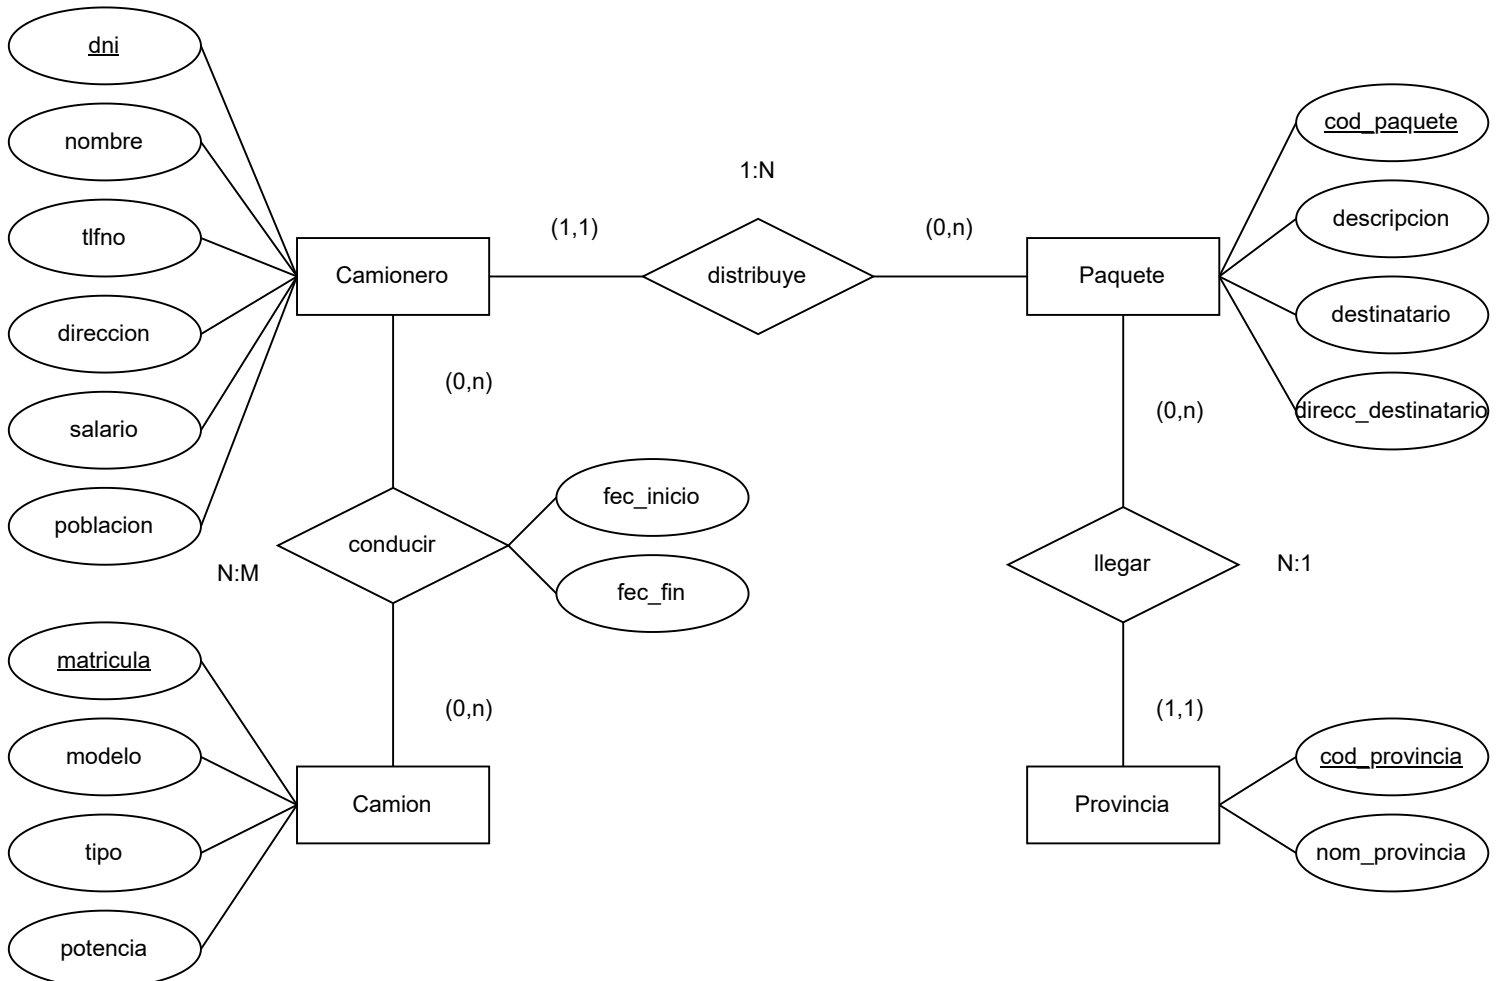 dni
nombre
tlfno
direccion
salario
poblacion
Camionero
(1,1)
1:N
distribuye
(0,n)
Paquete
cod_paquete
descripcion
destinatario
direcc_destinatario
(0,n)
conducir
N:M
fec_inicio
fec_fin
(0,n)
Camion
matricula
modelo
tipo
potencia
(0,n)
llegar
N:1
(1,1)
Provincia
cod_provincia
nom_provincia